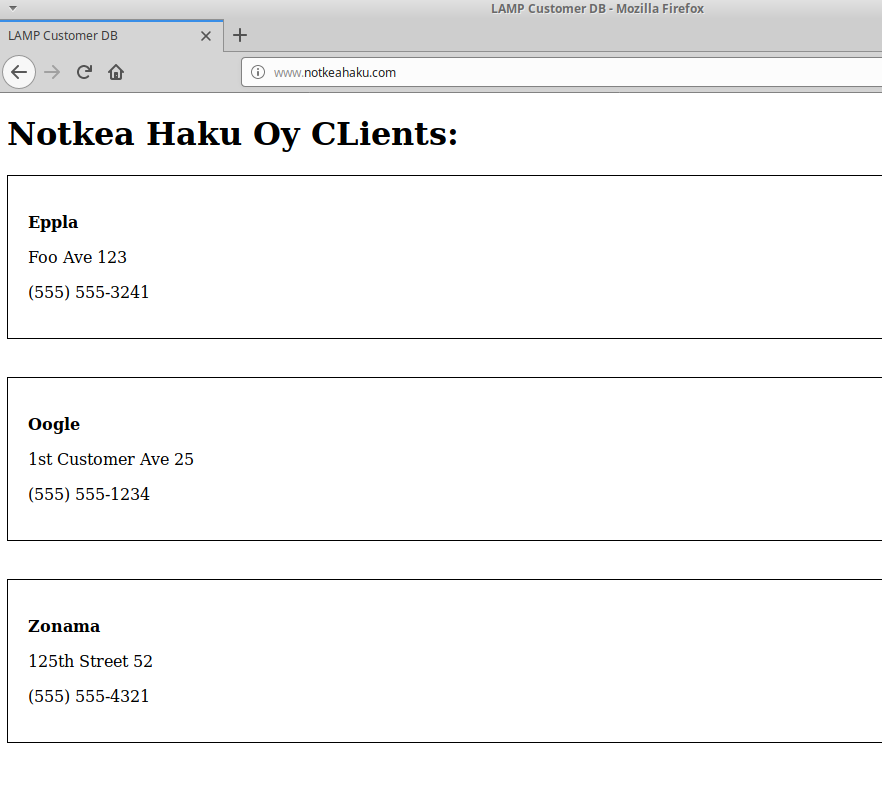 LAMP Customer DB - Mozilla Firefox
LAMP Customer DB
www.notkeahaku.com
Notkea Haku Oy CLients:
Eppla
Foo Ave 123
(555) 555-3241
Oogle
1st Customer Ave 25
(555) 555-1234
Zonama
125th Street 52
(555) 555-4321